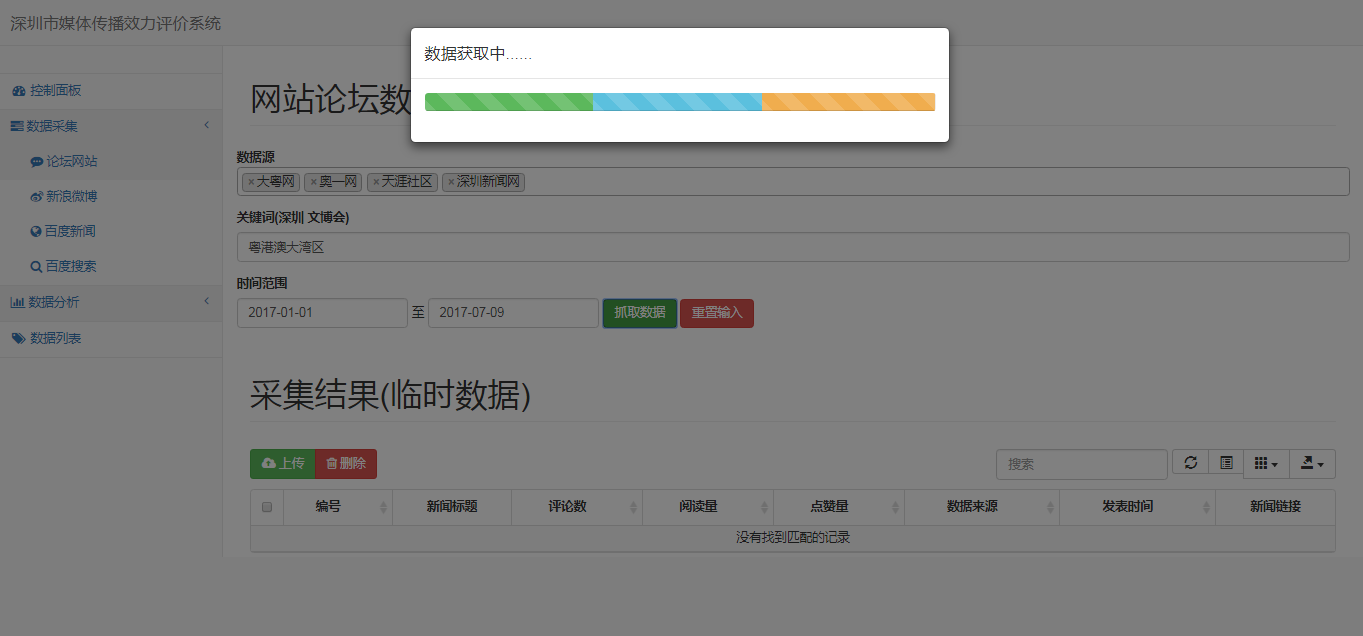 深圳市媒体传播效力评价系统
数据获取中......
控制面板
数据采集
论坛网站
新浪微博
百度新闻
百度搜索
数据分析
数据列表
网站论坛数
数据源
×大粤网 ×奥一网 ×天涯社区 ×深圳新闻网
关键词(深圳 文博会)
粤港澳大湾区
时间范围
2017-01-01 至 2017-07-09 抓取数据 重置输入
采集结果(临时数据)
上传 删除 搜索
编号 新闻标题 评论数 阅读量 点赞量 数据来源 发表时间 新闻链接
没有找到匹配的记录